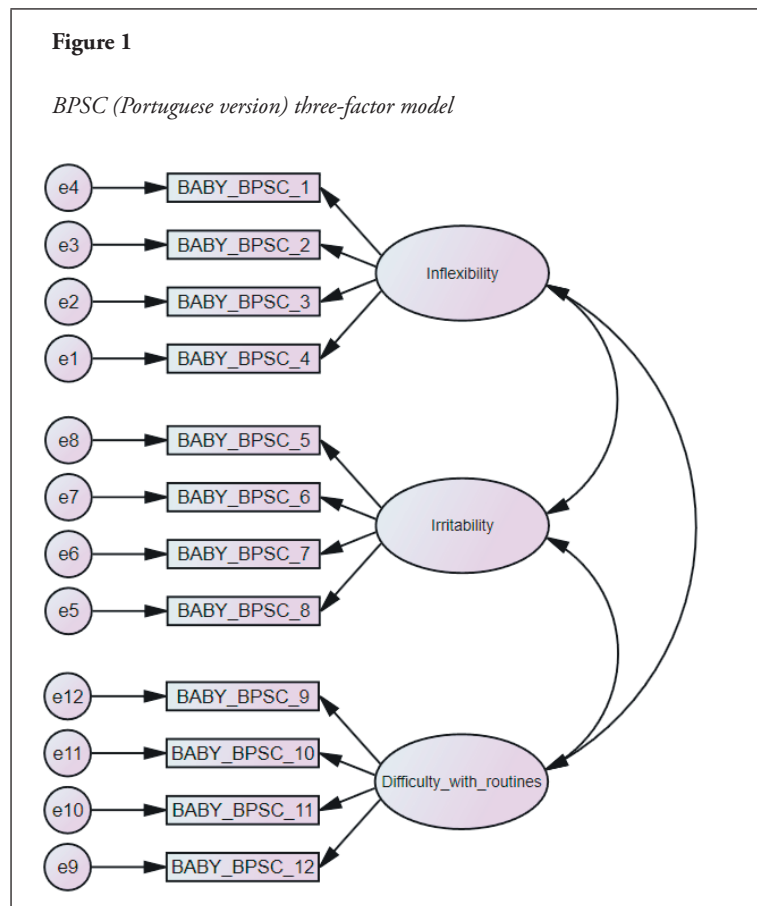 Figure 1
BPSC (Portuguese version) three-factor model
e4 BABY_BPSC_1
e3 BABY_BPSC_2
Inflexibility
e2 BABY_BPSC_3
e1 BABY_BPSC_4
e8 BABY_BPSC_5
e7 BABY_BPSC_6
Irritability
e6 BABY_BPSC_7
e5 BABY_BPSC_8
e12 BABY_BPSC_9
e11 BABY_BPSC_10
Difficulty_with_routines
e10 BABY_BPSC_11
e9 BABY_BPSC_12